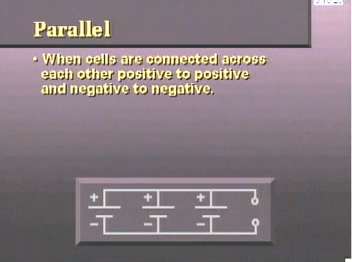 Parallel
• When cells are connected across
each other positive to positive
and negative to negative.
+ + +
− − −